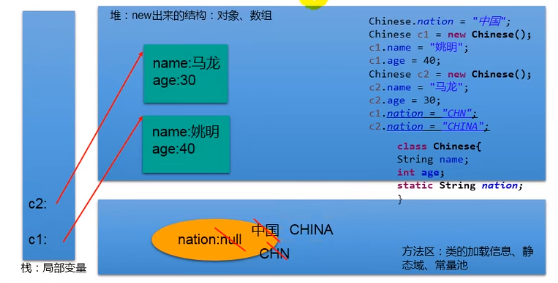 堆：new出来的结构：对象、数组
name:马龙
age:30
name:姚明
age:40
Chinese.nation = "中国";
Chinese c1 = new Chinese();
c1.name = "姚明";
c1.age = 40;
Chinese c2 = new Chinese();
c2.name = "马龙";
c2.age = 30;
c1.nation = "CHN";
c2.nation = "CHINA";
class Chinese{
String name;
int age;
static String nation;
}
c2:
c1:
栈：局部变量
nation:null
中国 CHINA
CHN
方法区：类的加载信息、静
态域、常量池